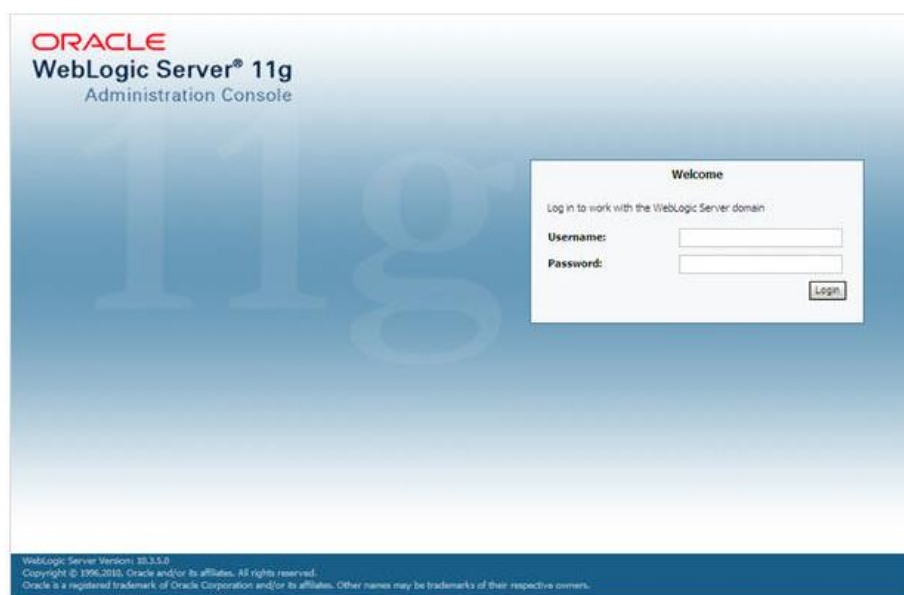 ORACLE
WebLogic Server® 11g
Administration Console
11g
Welcome
Log in to work with the WebLogic Server domain
Username:
Password:
Login
WebLogic Server Version: 10.3.5.0
Copyright © 1996,2010, Oracle and/or its affiliates. All rights reserved.
Oracle is a registered trademark of Oracle Corporation and/or its affiliates. Other names may be trademarks of their respective owners.